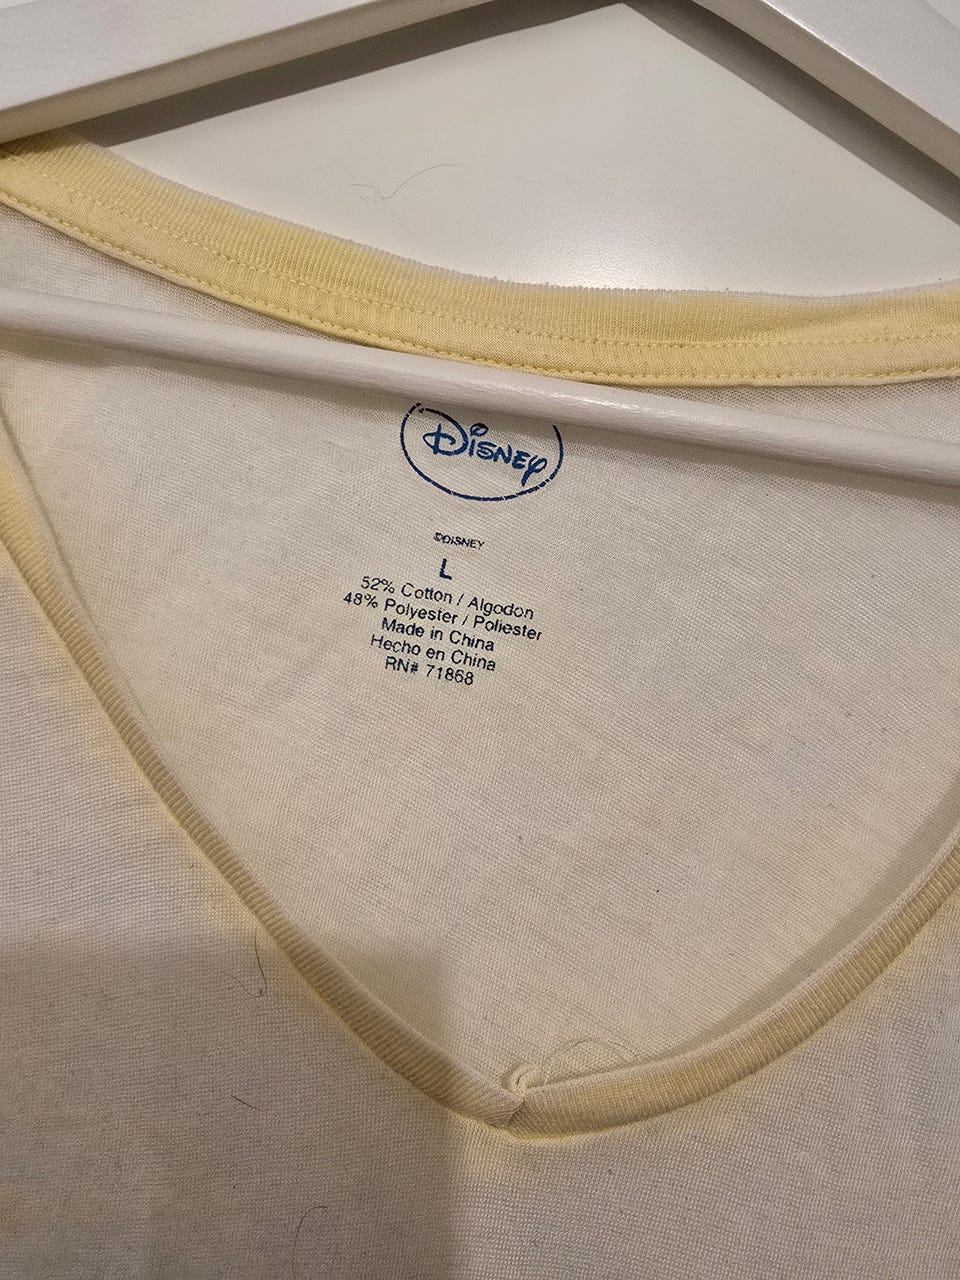 Disney
©DISNEY
L
52% Cotton / Algodon
48% Polyester / Poliester
Made in China
Hecho en China
RN# 71868